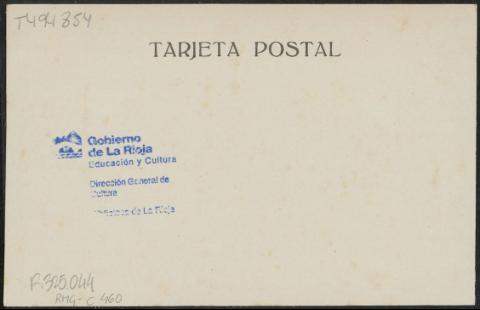 T494854
TARJETA POSTAL
Gobierno
de La Rioja
Educación y Cultura
Dirección General de
Cultura
de La Rioja
R.325.044
RMG-C 460